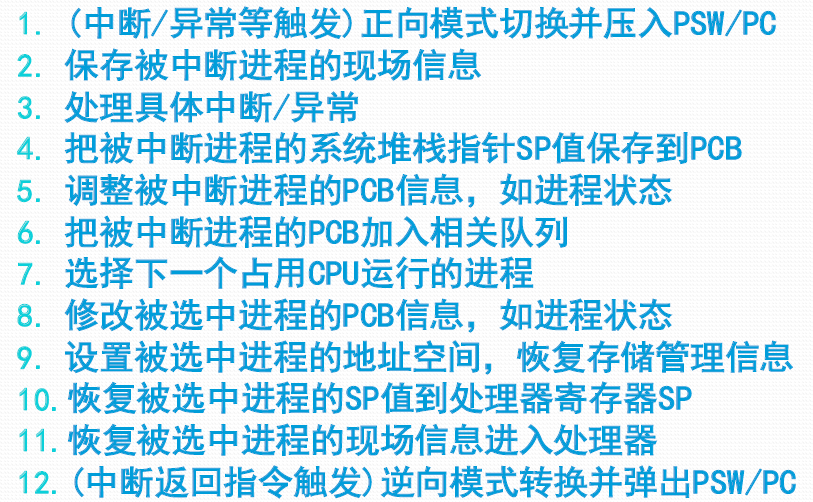 1. (中断/异常等触发)正向模式切换并压入PSW/PC
2. 保存被中断进程的现场信息
3. 处理具体中断/异常
4. 把被中断进程的系统堆栈指针SP值保存到PCB
5. 调整被中断进程的PCB信息，如进程状态
6. 把被中断进程的PCB加入相关队列
7. 选择下一个占用CPU运行的进程
8. 修改被选中进程的PCB信息，如进程状态
9. 设置被选中进程的地址空间，恢复存储管理信息
10. 恢复被选中进程的SP值到处理器寄存器SP
11. 恢复被选中进程的现场信息进入处理器
12. (中断返回指令触发)逆向模式转换并弹出PSW/PC